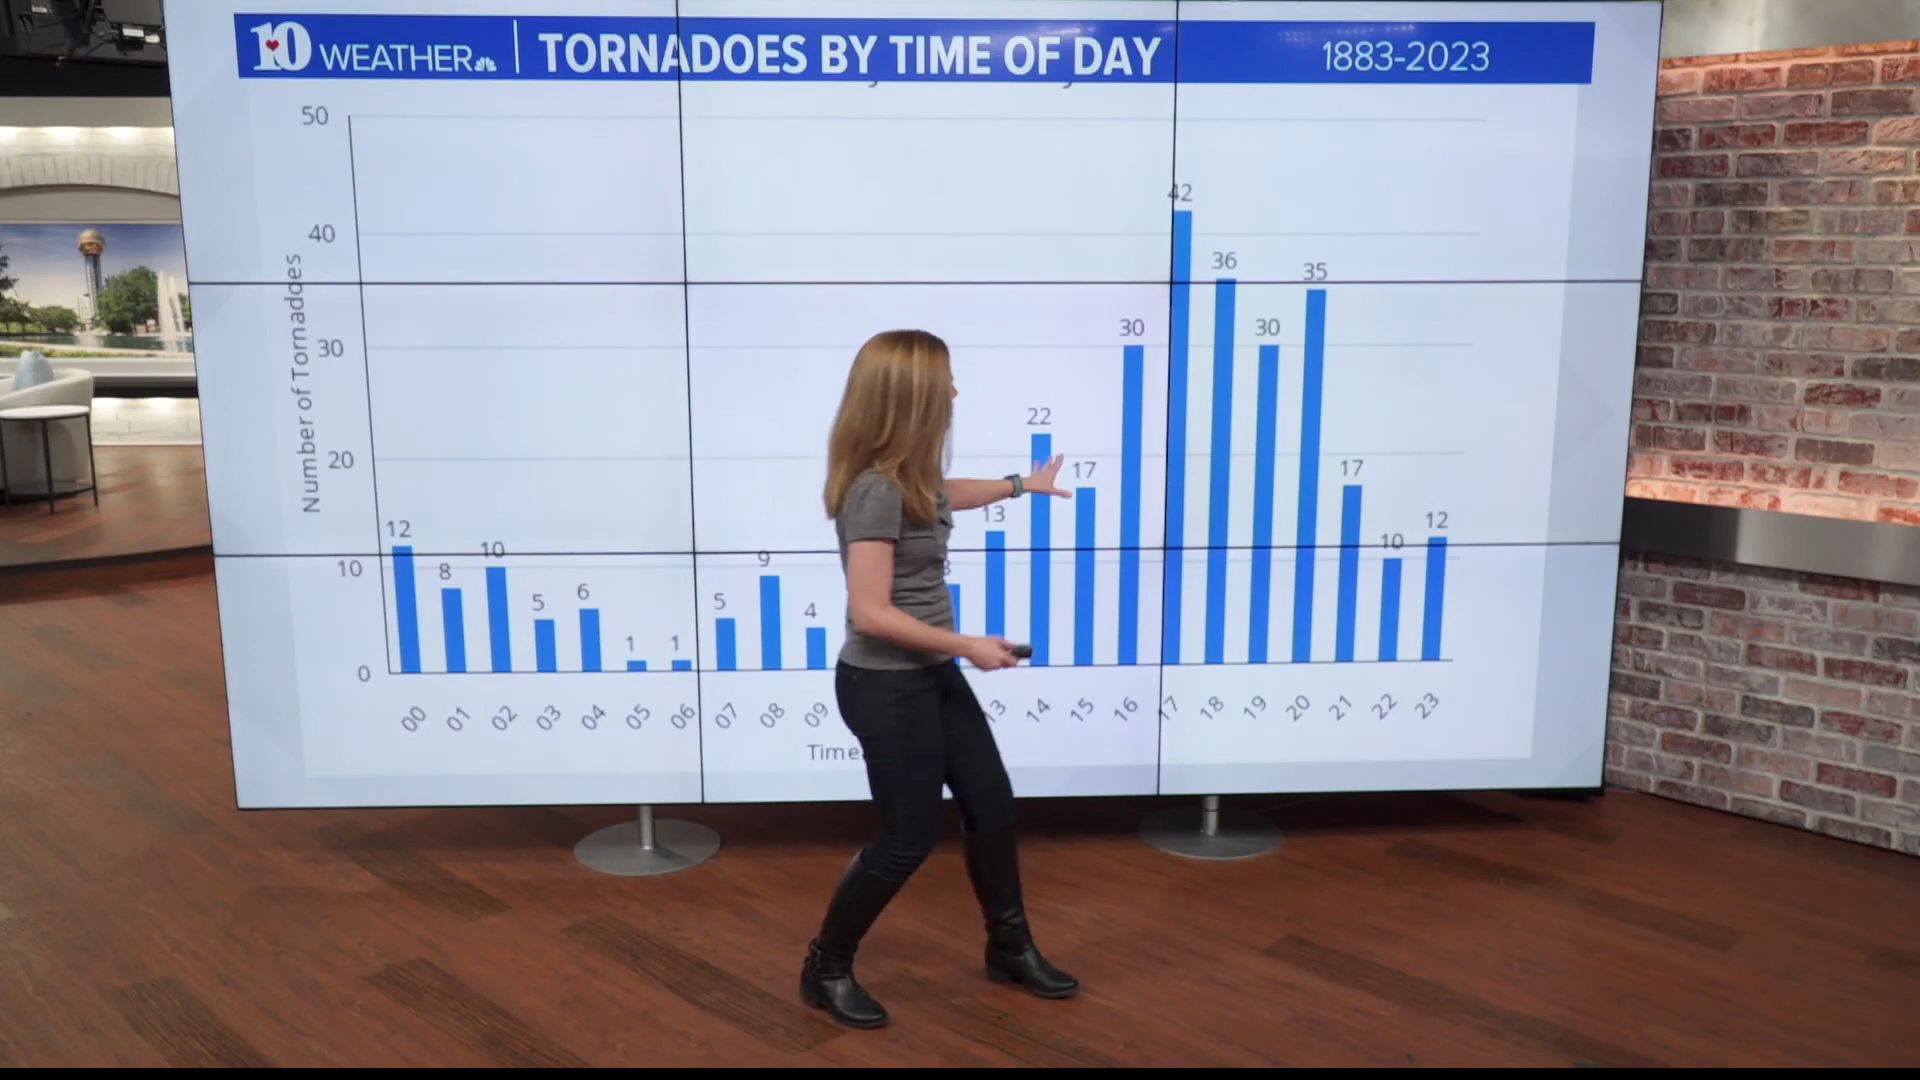 10 WEATHER TORNADOES BY TIME OF DAY 1883-2023
50
40
30
20
10
0
Number of Tornadoes
12 8 10 5 6 1 1 5 9 4 13 22 17 30 42 36 30 35 17 10 12
00 01 02 03 04 05 06 07 08 09 13 14 15 16 17 18 19 20 21 22 23
Time